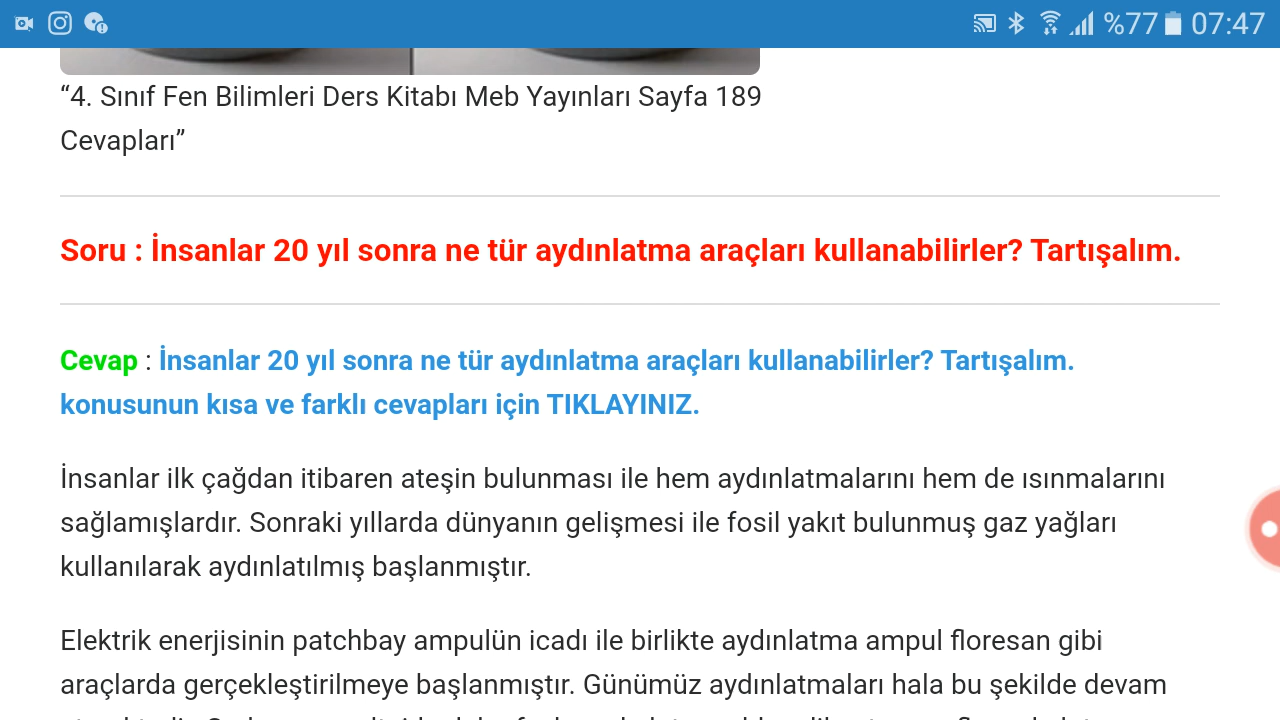 %77 07:47
“4. Sınıf Fen Bilimleri Ders Kitabı Meb Yayınları Sayfa 189
Cevapları”
Soru : İnsanlar 20 yıl sonra ne tür aydınlatma araçları kullanabilirler? Tartışalım.
Cevap : İnsanlar 20 yıl sonra ne tür aydınlatma araçları kullanabilirler? Tartışalım.
konusunun kısa ve farklı cevapları için TIKLAYINIZ.
İnsanlar ilk çağdan itibaren ateşin bulunması ile hem aydınlatmalarını hem de ısınmalarını
sağlamışlardır. Sonraki yıllarda dünyanın gelişmesi ile fosil yakıt bulunmuş gaz yağları
kullanılarak aydınlatılmış başlanmıştır.
Elektrik enerjisinin patchbay ampulün icadı ile birlikte aydınlatma ampul floresan gibi
araçlarda gerçekleştirilmeye başlanmıştır. Günümüz aydınlatmaları hala bu şekilde devam